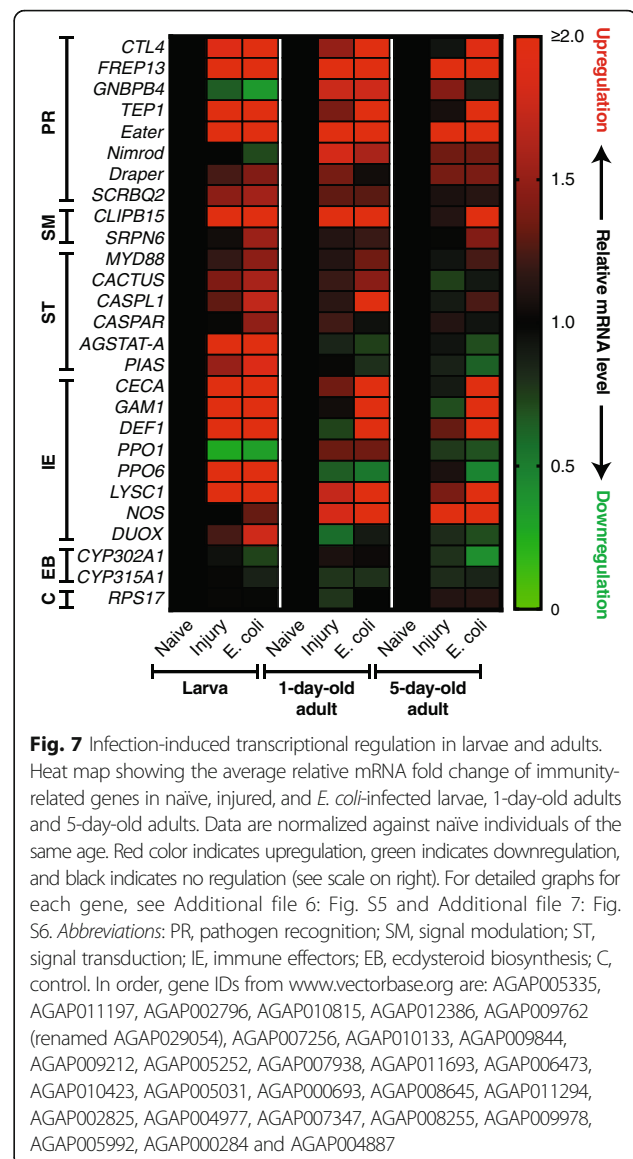 PR
CTL4
FREP13
GNBPB4
TEP1
Eater
Nimrod
Draper
SCRBQ2
SM
CLIPB15
SRPN6
ST
MYD88
CACTUS
CASPL1
CASPAR
AGSTAT-A
PIAS
IE
CECA
GAM1
DEF1
PPO1
PPO6
LYSC1
NOS
DUOX
EB
CYP302A1
CYP315A1
C
RPS17
Naïve
Injury
E. coli
Naïve
Injury
E. coli
Naïve
Injury
E. coli
Larva
1-day-old
adult
5-day-old
adult
≥2.0
1.5
1.0
0.5
0
Upregulation
Relative mRNA level
Downregulation
Fig. 7 Infection-induced transcriptional regulation in larvae and adults.
Heat map showing the average relative mRNA fold change of immunity-
related genes in naïve, injured, and E. coli-infected larvae, 1-day-old adults
and 5-day-old adults. Data are normalized against naïve individuals of the
same age. Red color indicates upregulation, green indicates downregulation,
and black indicates no regulation (see scale on right). For detailed graphs for
each gene, see Additional file 6: Fig. S5 and Additional file 7: Fig.
S6. Abbreviations: PR, pathogen recognition; SM, signal modulation; ST,
signal transduction; IE, immune effectors; EB, ecdysteroid biosynthesis; C,
control. In order, gene IDs from www.vectorbase.org are: AGAP005335,
AGAP011197, AGAP002796, AGAP010815, AGAP012386, AGAP009762
(renamed AGAP029054), AGAP007256, AGAP010133, AGAP009844,
AGAP009212, AGAP005252, AGAP007938, AGAP011693, AGAP006473,
AGAP010423, AGAP005031, AGAP000693, AGAP008645, AGAP011294,
AGAP002825, AGAP004977, AGAP007347, AGAP008255, AGAP009978,
AGAP005992, AGAP000284 and AGAP004887